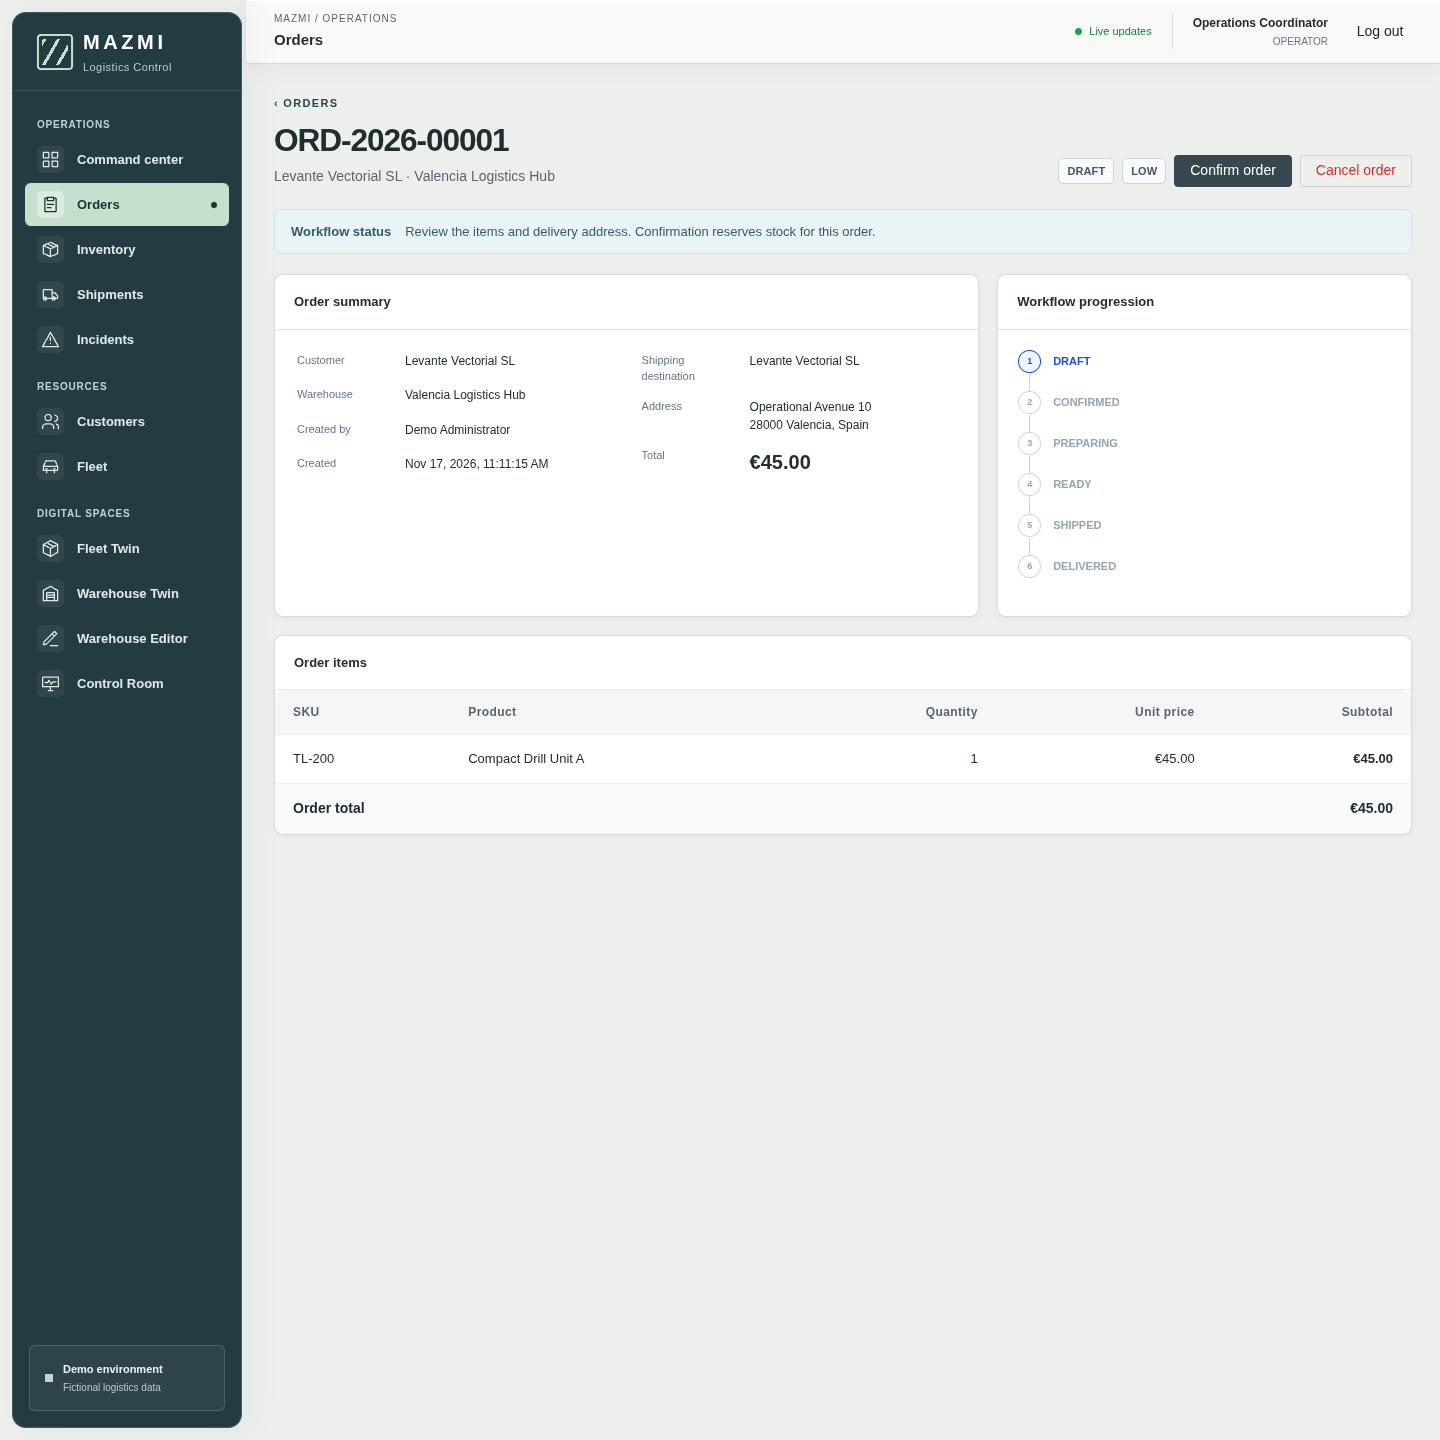 MAZMI
Logistics Control
OPERATIONS
Command center
Orders
Inventory
Shipments
Incidents
RESOURCES
Customers
Fleet
DIGITAL SPACES
Fleet Twin
Warehouse Twin
Warehouse Editor
Control Room
Demo environment
Fictional logistics data
MAZMI / OPERATIONS
Orders
Live updates
Operations Coordinator
OPERATOR
Log out
‹ ORDERS
ORD-2026-00001
Levante Vectorial SL · Valencia Logistics Hub
DRAFT LOW Confirm order Cancel order
Workflow status Review the items and delivery address. Confirmation reserves stock for this order.
Order summary
Customer Levante Vectorial SL
Warehouse Valencia Logistics Hub
Created by Demo Administrator
Created Nov 17, 2026, 11:11:15 AM
Shipping destination Levante Vectorial SL
Address Operational Avenue 10
28000 Valencia, Spain
Total €45.00
Workflow progression
1 DRAFT
2 CONFIRMED
3 PREPARING
4 READY
5 SHIPPED
6 DELIVERED
Order items
SKU Product Quantity Unit price Subtotal
TL-200 Compact Drill Unit A 1 €45.00 €45.00
Order total €45.00